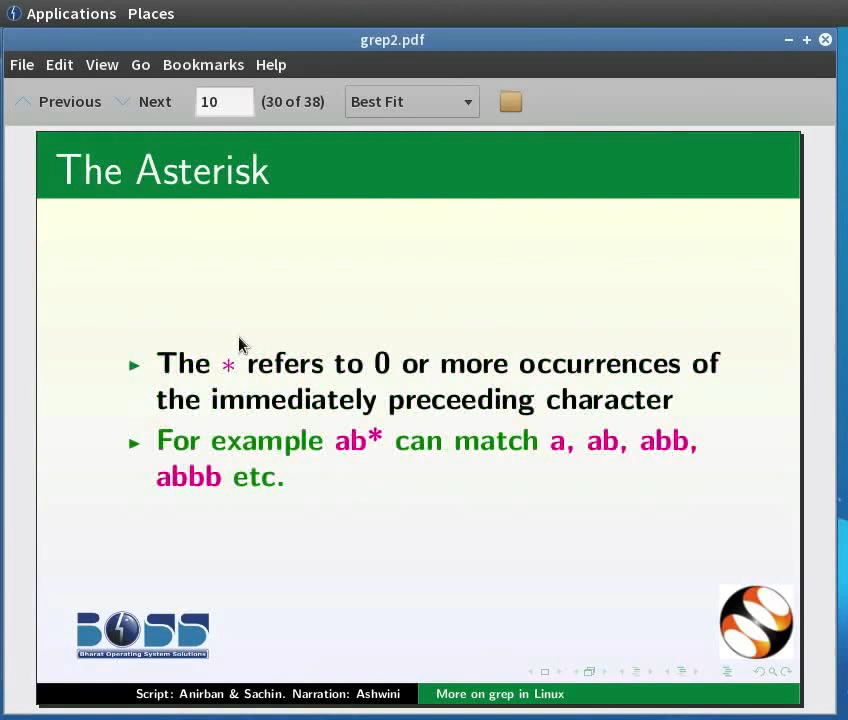 Applications Places
grep2.pdf
File Edit View Go Bookmarks Help
Previous Next 10 (30 of 38) Best Fit
The Asterisk
The * refers to 0 or more occurrences of
the immediately preceeding character
For example ab* can match a, ab, abb,
abbb etc.
BOSS
Bharat Operating System Solutions
Script: Anirban & Sachin. Narration: Ashwini More on grep in Linux